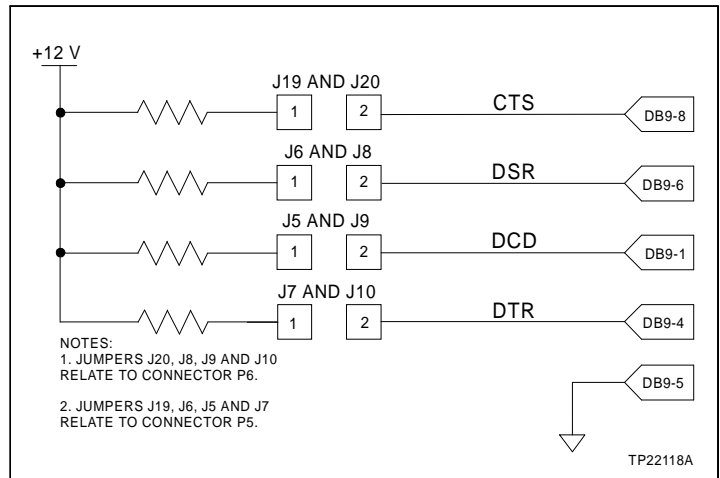 +12 V
J19 AND J20
1 2 CTS DB9-8
J6 AND J8
1 2 DSR DB9-6
J5 AND J9
1 2 DCD DB9-1
J7 AND J10
1 2 DTR DB9-4
NOTES:
1. JUMPERS J20, J8, J9 AND J10
RELATE TO CONNECTOR P6.
DB9-5
2. JUMPERS J19, J6, J5 AND J7
RELATE TO CONNECTOR P5.
TP22118A